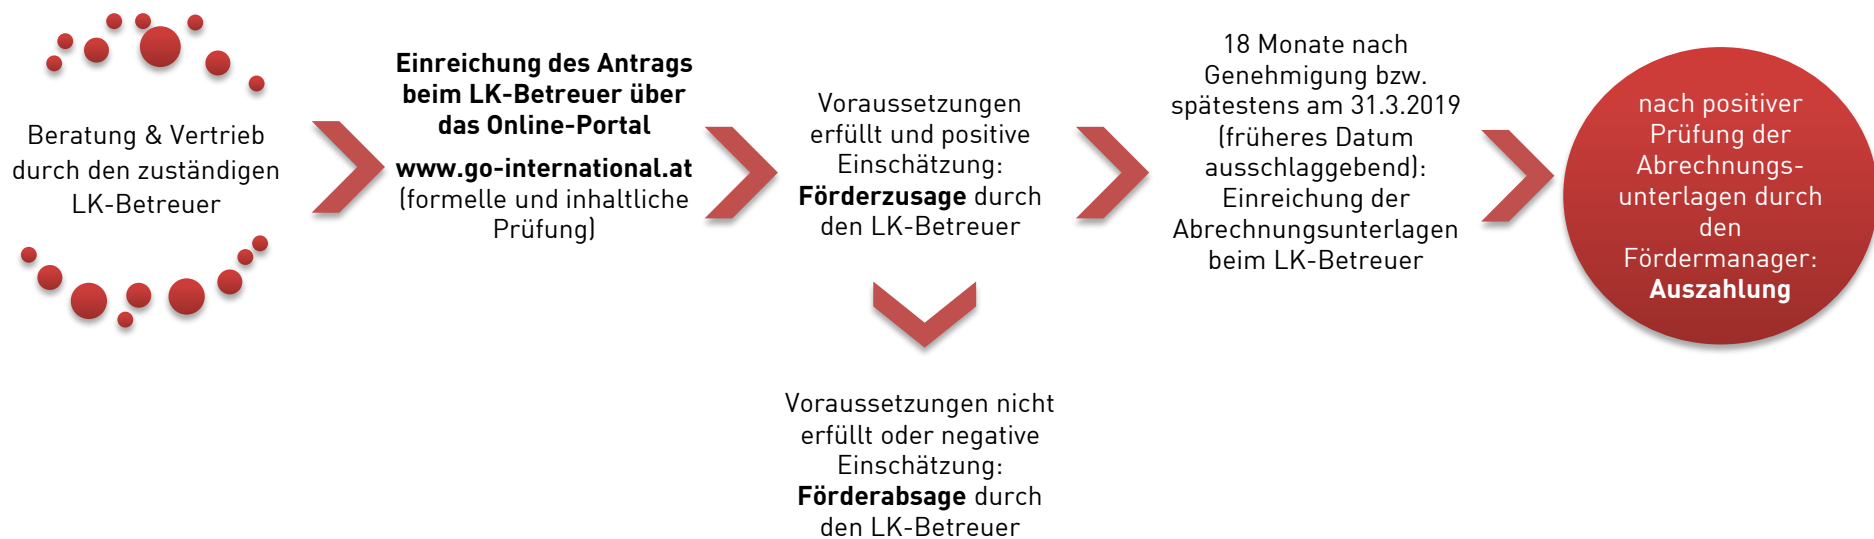 Beratung & Vertrieb
durch den zuständigen
LK-Betreuer
Einreichung des Antrags
beim LK-Betreuer über
das Online-Portal
www.go-international.at
(formelle und inhaltliche
Prüfung)
Voraussetzungen
erfüllt und positive
Einschätzung:
Förderzusage durch
den LK-Betreuer
Voraussetzungen nicht
erfüllt oder negative
Einschätzung:
Förderabsage durch
den LK-Betreuer
18 Monate nach
Genehmigung bzw.
spätestens am 31.3.2019
(früheres Datum
ausschlaggebend):
Einreichung der
Abrechnungsunterlagen
beim LK-Betreuer
nach positiver
Prüfung der
Abrechnungs-
unterlagen durch
den
Fördermanager:
Auszahlung